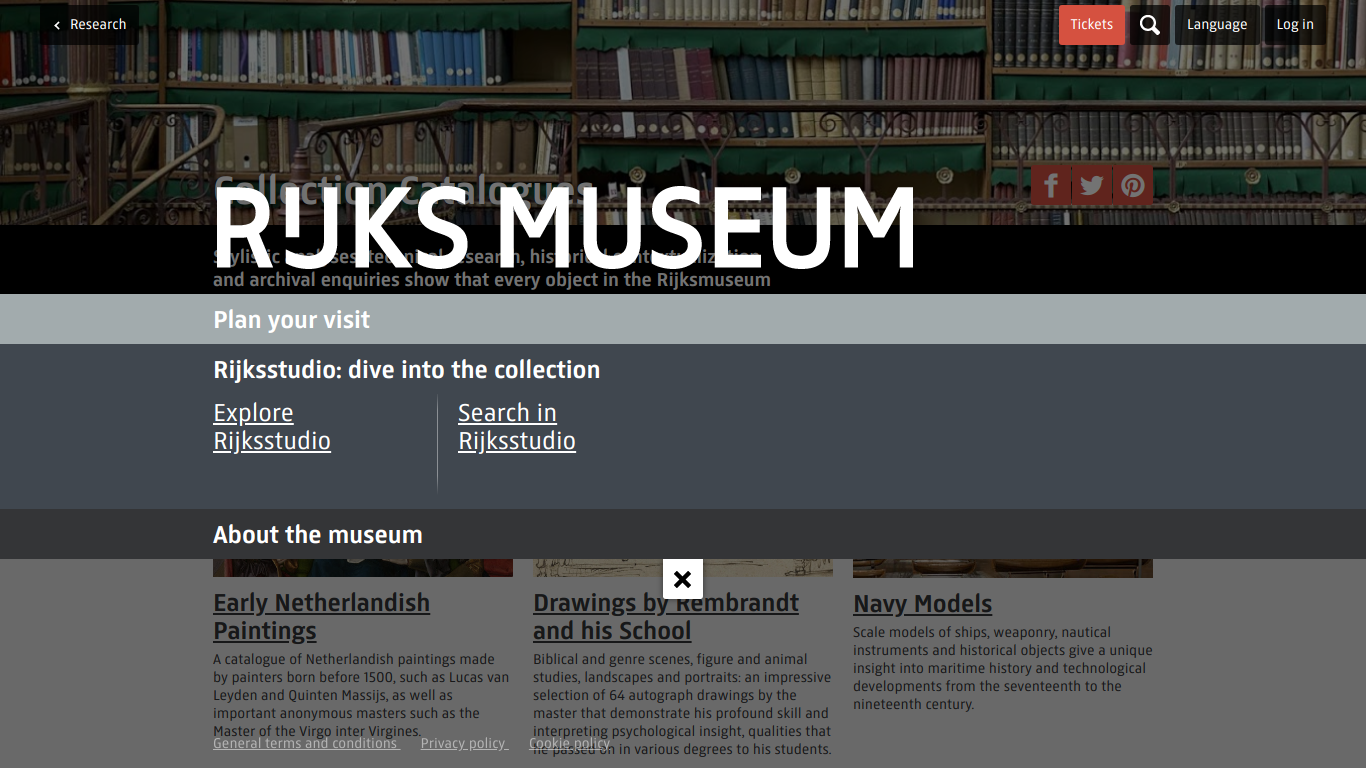 Research
Tickets
Language
Log in
Collection Catalogues
RIJKS MUSEUM
Stylistic analyses, technical research, historical contextualization
and archival enquiries show that every object in the Rijksmuseum
Plan your visit
Rijksstudio: dive into the collection
Explore
Rijksstudio
Search in
Rijksstudio
About the museum
Early Netherlandish
Paintings
A catalogue of Netherlandish paintings made
by painters born before 1500, such as Lucas van
Leyden and Quinten Massijs, as well as
important anonymous masters such as the
Master of the Virgo inter Virgines.
Drawings by Rembrandt
and his School
Biblical and genre scenes, figure and animal
studies, landscapes and portraits: an impressive
selection of 64 autograph drawings by the
master that demonstrate his profound skill and
interpreting psychological insight, qualities that
he passed on in various degrees to his students.
Navy Models
Scale models of ships, weaponry, nautical
instruments and historical objects give a unique
insight into maritime history and technological
developments from the seventeenth to the
nineteenth century.
General terms and conditions
Privacy policy
Cookie policy